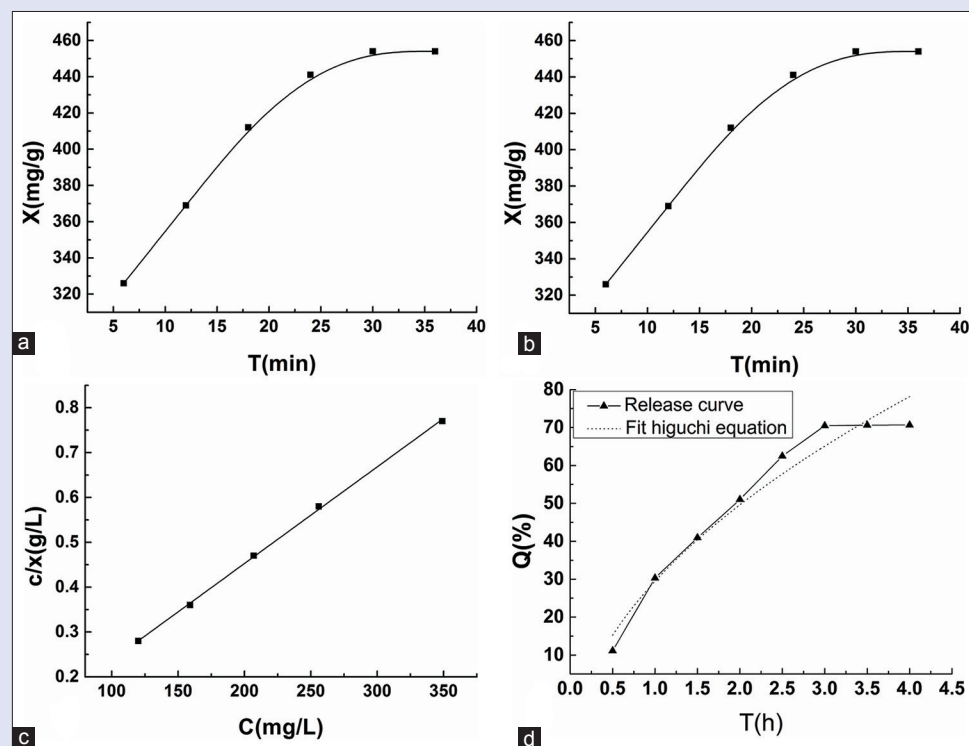 460
440
420
400
380
360
340
320
X(mg/g)
5 10 15 20 25 30 35 40
T(min)
a
460
440
420
400
380
360
340
320
X(mg/g)
5 10 15 20 25 30 35 40
T(min)
b
0.8
0.7
0.6
0.5
0.4
0.3
0.2
c/x(g/L)
100 150 200 250 300 350
C(mg/L)
c
80
70
60
50
40
30
20
10
Q(%)
Release curve
Fit higuchi equation
0.0 0.5 1.0 1.5 2.0 2.5 3.0 3.5 4.0 4.5
T(h)
d